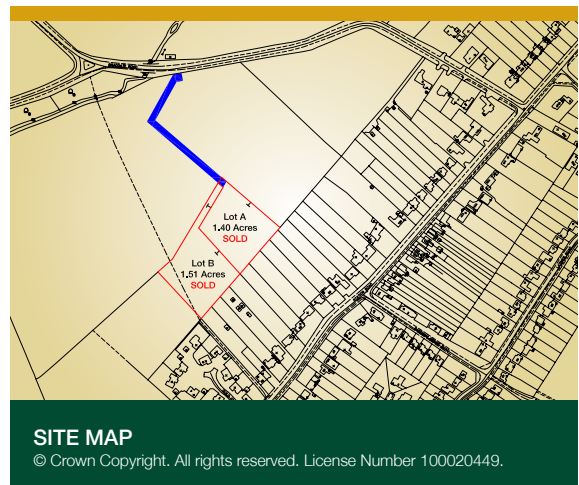 Lot A
1.40 Acres
SOLD
Lot B
1.51 Acres
SOLD
SITE MAP
© Crown Copyright. All rights reserved. License Number 100020449.